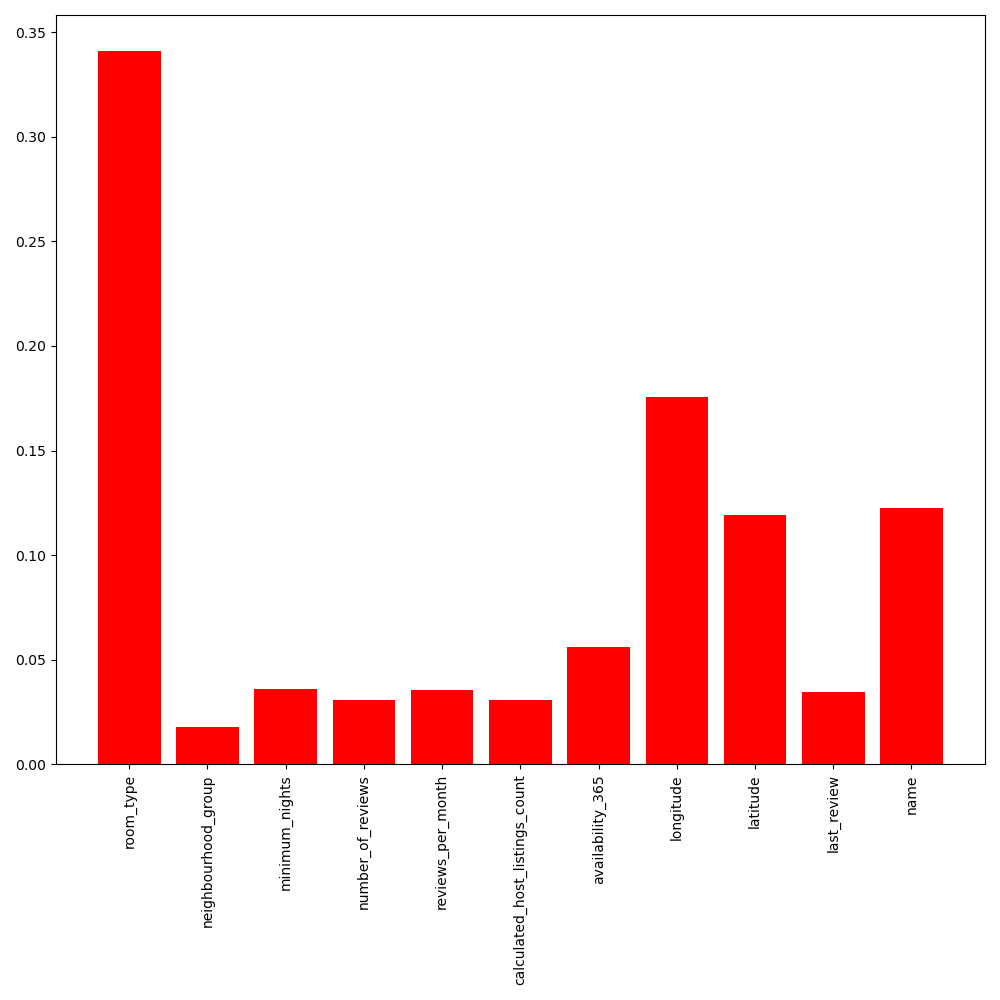 0.35
0.30
0.25
0.20
0.15
0.10
0.05
0.00
room_type
neighbourhood_group
minimum_nights
number_of_reviews
reviews_per_month
calculated_host_listings_count
availability_365
longitude
latitude
last_review
name